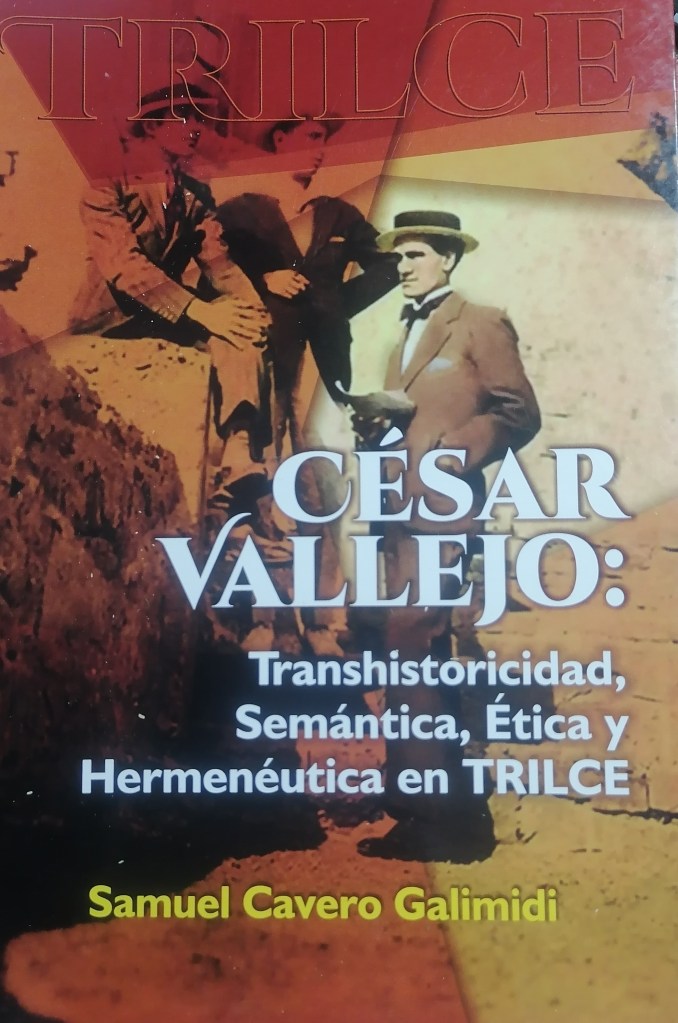 TRILCE
CÉSAR
VALLEJO:
Transhistoricidad,
Semántica, Ética y
Hermenéutica en TRILCE
Samuel Cavero Galimidi